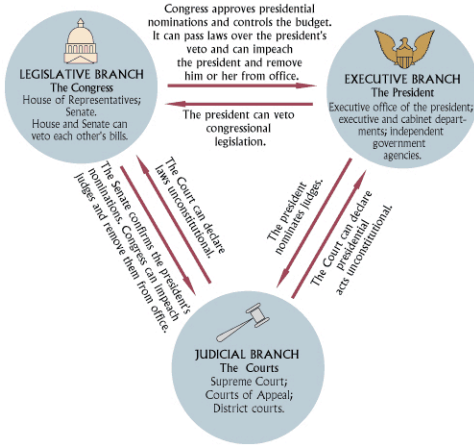 Congress approves presidential
nominations and controls the budget.
It can pass laws over the president's
veto and can impeach
the president and remove
him or her from office.
LEGISLATIVE BRANCH
The Congress
House of Representatives;
Senate.
House and Senate can
veto each other's bills.
EXECUTIVE BRANCH
The President
Executive office of the president;
executive and cabinet depart-
ments; independent
government
agencies.
The president can veto
congressional
legislation.
The Senate confirms the president's
nominations. Congress can impeach
judges and remove them from office.
The Court can declare
laws unconstitutional.
The president
nominates judges.
The Court can declare
presidential
acts unconstitutional.
JUDICIAL BRANCH
The Courts
Supreme Court;
Courts of Appeal;
District courts.